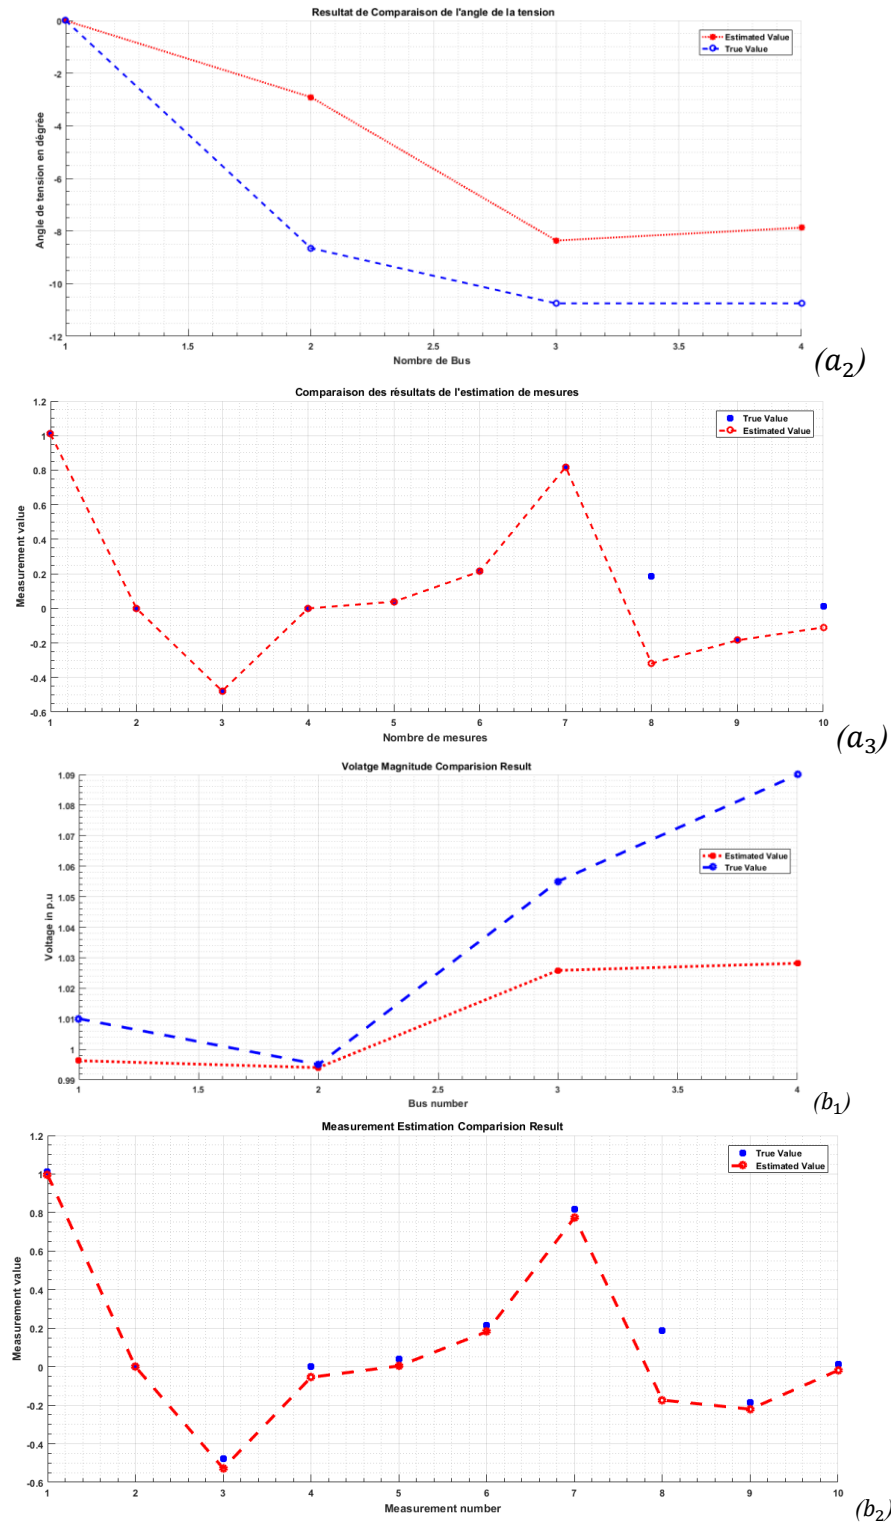 Resultat de Comparaison de l'angle de la tension
Estimated Value
True Value
Angle de tension en dègrée
0
-2
-4
-6
-8
-10
-12
1 1.5 2 2.5 3 3.5 4
Nombre de Bus
(a2)
Comparaison des résultats de l'estimation de mesures
True Value
Estimated Value
Measurement value
1.2
1
0.8
0.6
0.4
0.2
0
-0.2
-0.4
-0.6
1 2 3 4 5 6 7 8 9 10
Nombre de mesures
(a3)
Volatge Magnitude Comparision Result
Estimated Value
True Value
Voltage in p.u
1.09
1.08
1.07
1.06
1.05
1.04
1.03
1.02
1.01
1
0.99
1 1.5 2 2.5 3 3.5 4
Bus number
(b1)
Measurement Estimation Comparision Result
True Value
Estimated Value
Measurement value
1.2
1
0.8
0.6
0.4
0.2
0
-0.2
-0.4
-0.6
1 2 3 4 5 6 7 8 9 10
Measurement number
(b2)